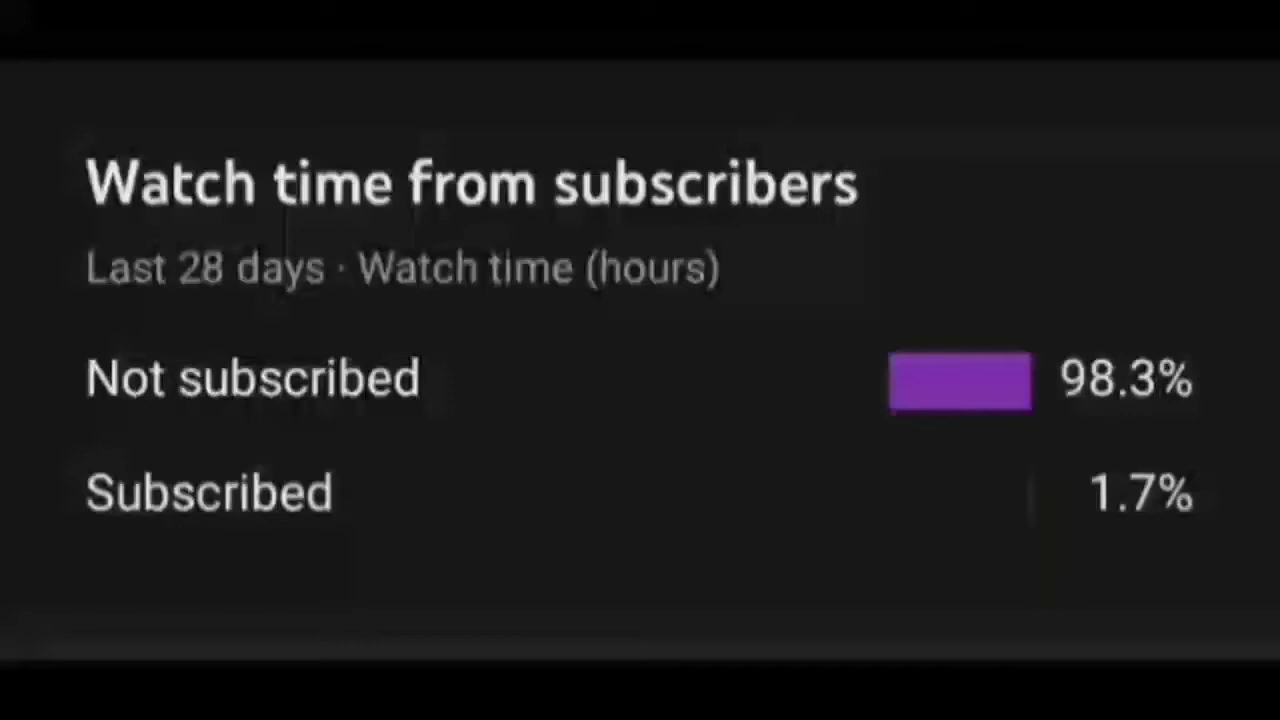 Watch time from subscribers
Last 28 days · Watch time (hours)
Not subscribed 98.3%
Subscribed 1.7%